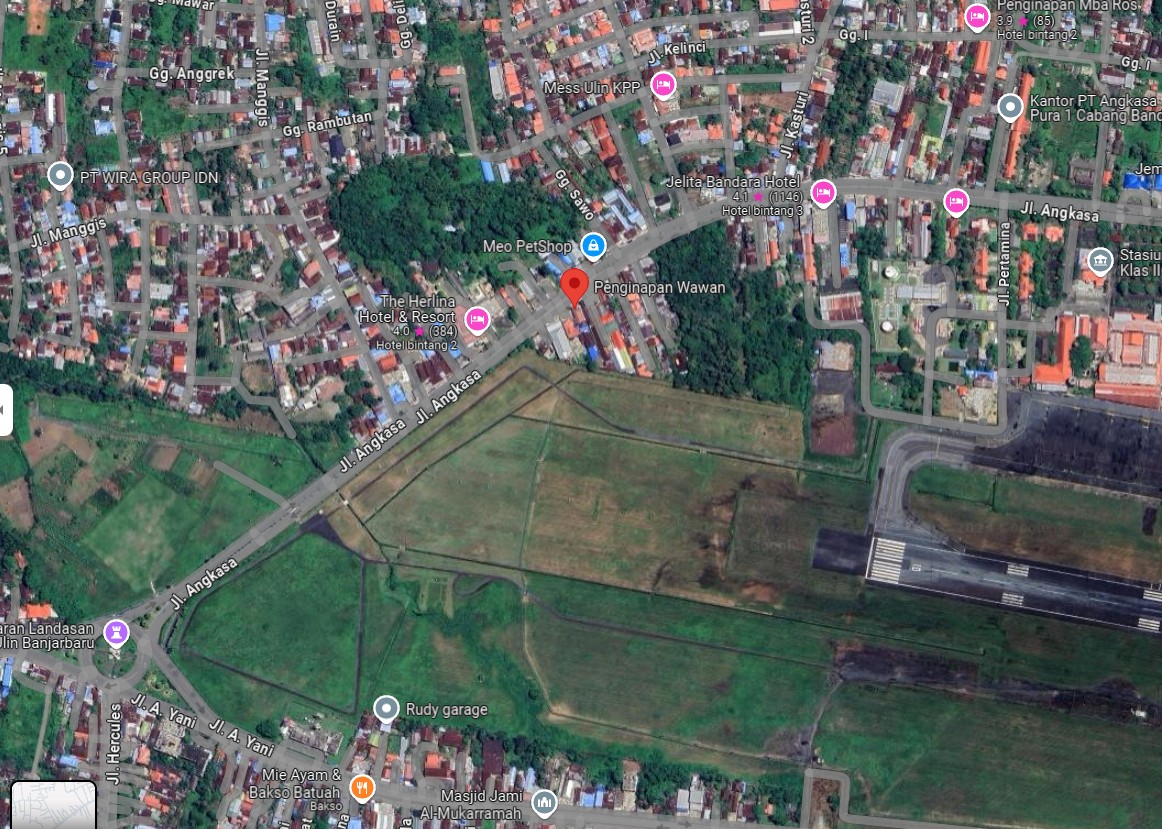 Gg. Mawar
Durian
Gg. Deli
Penginapan Mba Ros
3.9 ★ (85)
Hotel bintang 2
Gg. I
Gg. I
Jl. Kelinci
Gg. Anggrek
Jl. Manggis
Mess Ulin KPP
Kantor PT Angkasa
Pura 1 Cabang Band
Gg. Rambutan
Jl. Kasturi
PT WIRA GROUP IDN
Jelita Bandara Hotel
4.1 ★ (1146)
Hotel bintang 3
Gg. Sawo
Jl. Angkasa
Jl. Manggis
Meo PetShop
Jl. Pertamina
Stasiu
Klas II
Penginapan Wawan
The Herlina
Hotel & Resort
4.0 ★ (384)
Hotel bintang 2
Jl. Angkasa
Jl. Angkasa
Jl. Angkasa
aran Landasan
Ulin Banjarbaru
Jl. A. Yani
Jl. A. Yani
Jl. Hercules
Rudy garage
Mie Ayam &
Bakso Batuah
Bakso
Masjid Jami
Al-Mukarramah